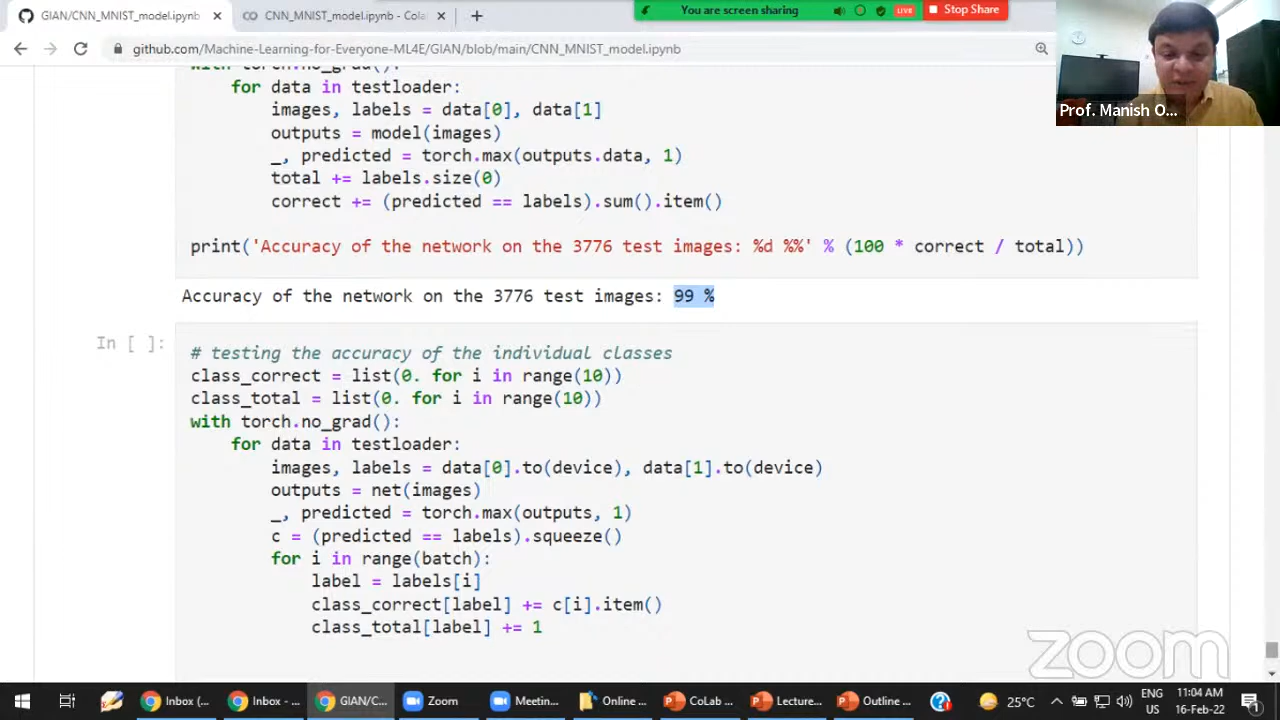 GIAN/CNN_MNIST_model.ipynb
CNN_MNIST_model.ipynb - Cola
You are screen sharing
LIVE
Stop Share
github.com/Machine-Learning-for-Everyone-ML4E/GIAN/blob/main/CNN_MNIST_model.ipynb
Prof. Manish O...
with torch.no_grad():
for data in testloader:
images, labels = data[0], data[1]
outputs = model(images)
_, predicted = torch.max(outputs.data, 1)
total += labels.size(0)
correct += (predicted == labels).sum().item()
print('Accuracy of the network on the 3776 test images: %d %%' % (100 * correct / total))
Accuracy of the network on the 3776 test images: 99 %
In [ ]:
# testing the accuracy of the individual classes
class_correct = list(0. for i in range(10))
class_total = list(0. for i in range(10))
with torch.no_grad():
for data in testloader:
images, labels = data[0].to(device), data[1].to(device)
outputs = net(images)
_, predicted = torch.max(outputs, 1)
c = (predicted == labels).squeeze()
for i in range(batch):
label = labels[i]
class_correct[label] += c[i].item()
class_total[label] += 1
zoom
Inbox (...
Inbox - ...
GIAN/C...
Zoom
Meetin...
Online ...
CoLab ...
Lecture...
Outline ...
25°C
ENG
US
11:04 AM
16-Feb-22
1